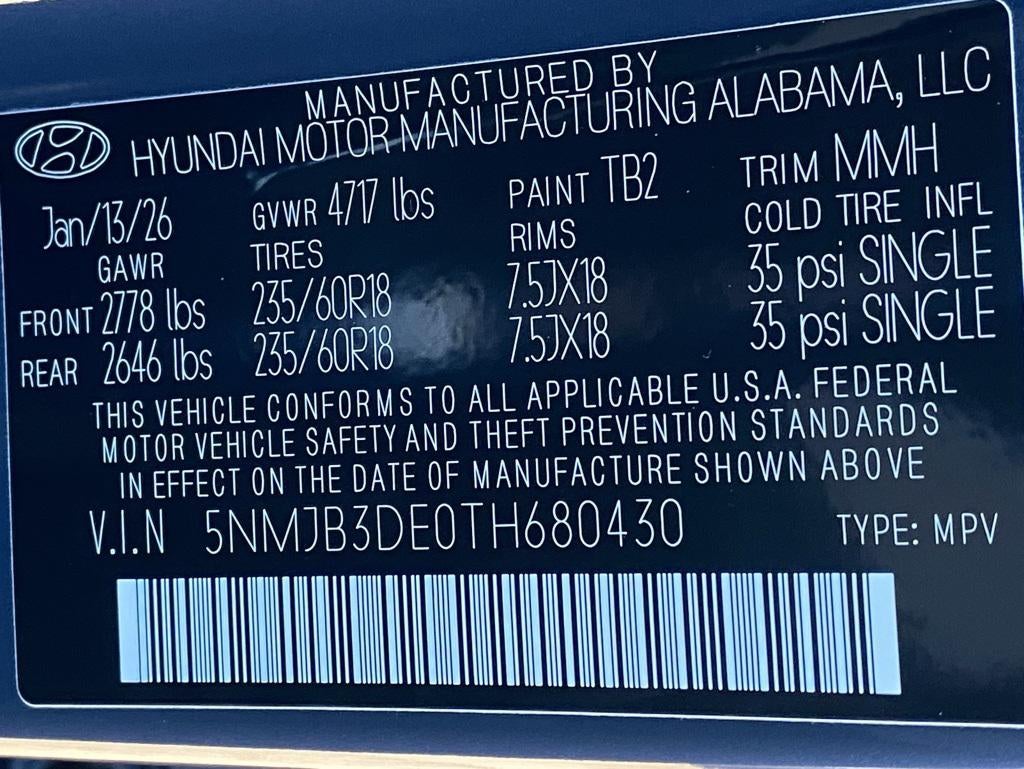 MANUFACTURED BY
HYUNDAI MOTOR MANUFACTURING ALABAMA, LLC
Jan/13/26 GVWR 4717 lbs PAINT TB2 TRIM MMH
GAWR TIRES RIMS COLD TIRE INFL
FRONT 2778 lbs 235/60R18 7.5JX18 35 psi SINGLE
REAR 2646 lbs 235/60R18 7.5JX18 35 psi SINGLE
THIS VEHICLE CONFORMS TO ALL APPLICABLE U.S.A. FEDERAL
MOTOR VEHICLE SAFETY AND THEFT PREVENTION STANDARDS
IN EFFECT ON THE DATE OF MANUFACTURE SHOWN ABOVE
V.I.N 5NMJB3DE0TH680430 TYPE: MPV